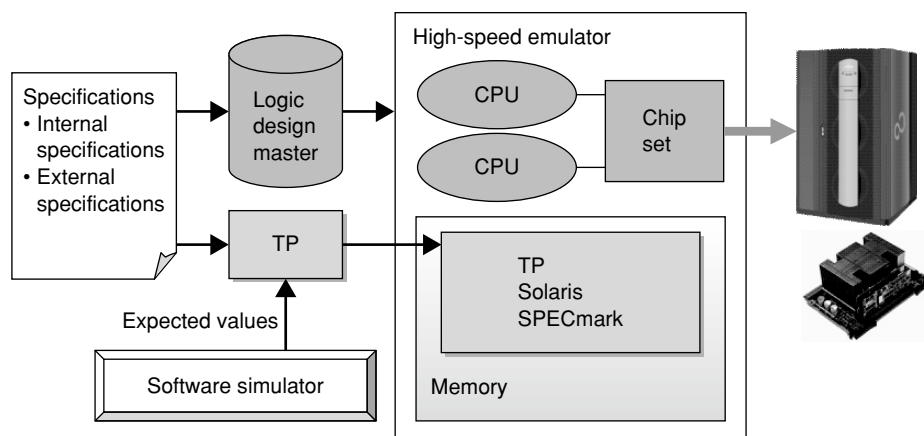 Specifications
• Internal
specifications
• External
specifications
Logic
design
master
TP
Expected values
Software simulator
High-speed emulator
CPU
CPU
Chip
set
TP
Solaris
SPECmark
Memory